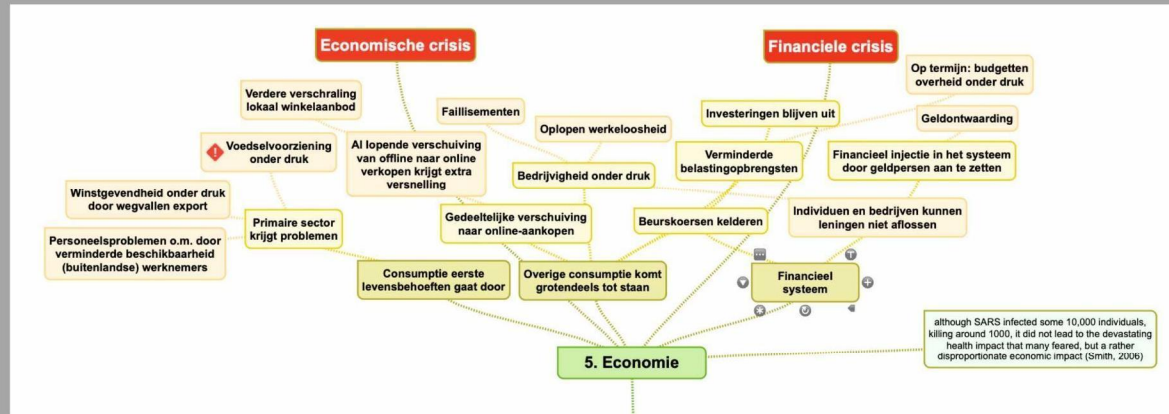 Economische crisis
Financiele crisis
Op termijn: budgetten
overheid onder druk
Verdere verschraling
lokaal winkelaanbod
Faillisementen
Investeringen blijven uit
Geldontwaarding
Oplopen werkeloosheid
Voedselvoorziening
onder druk
Al lopende verschuiving
van offline naar online
verkopen krijgt extra
versnelling
Verminderde
belastingopbrengsten
Financieel injectie in het systeem
door geldpersen aan te zetten
Bedrijvigheid onder druk
Winstgevendheid onder druk
door wegvallen export
Primaire sector
krijgt problemen
Gedeeltelijke verschuiving
naar online-aankopen
Beurskoersen kelderen
Individuen en bedrijven kunnen
leningen niet aflossen
Personeelsproblemen o.m. door
verminderde beschikbaarheid
(buitenlandse) werknemers
Consumptie eerste
levensbehoeften gaat door
Overige consumptie komt
grotendeels tot staan
Financieel
systeem
although SARS infected some 10,000 individuals,
killing around 1000, it did not lead to the devastating
health impact that many feared, but a rather
disproportionate economic impact (Smith, 2006)
5. Economie